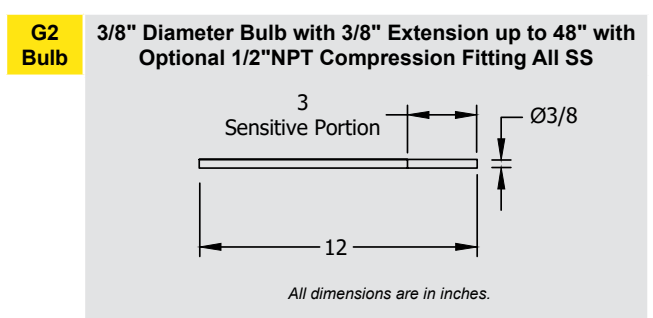 G2
Bulb
3/8" Diameter Bulb with 3/8" Extension up to 48" with
Optional 1/2"NPT Compression Fitting All SS
3
Sensitive Portion
Ø3/8
12
All dimensions are in inches.